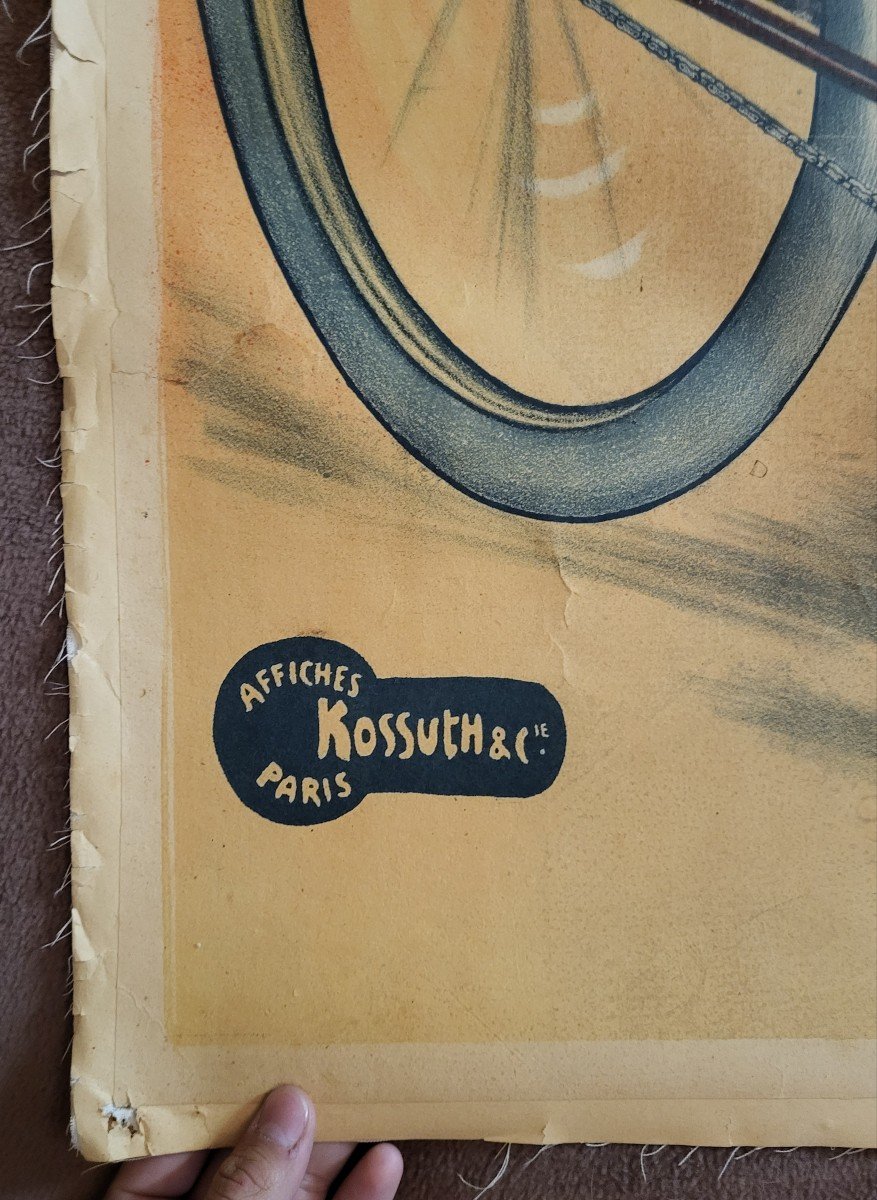 AFFICHES
Kossuth & Cie.
PARIS